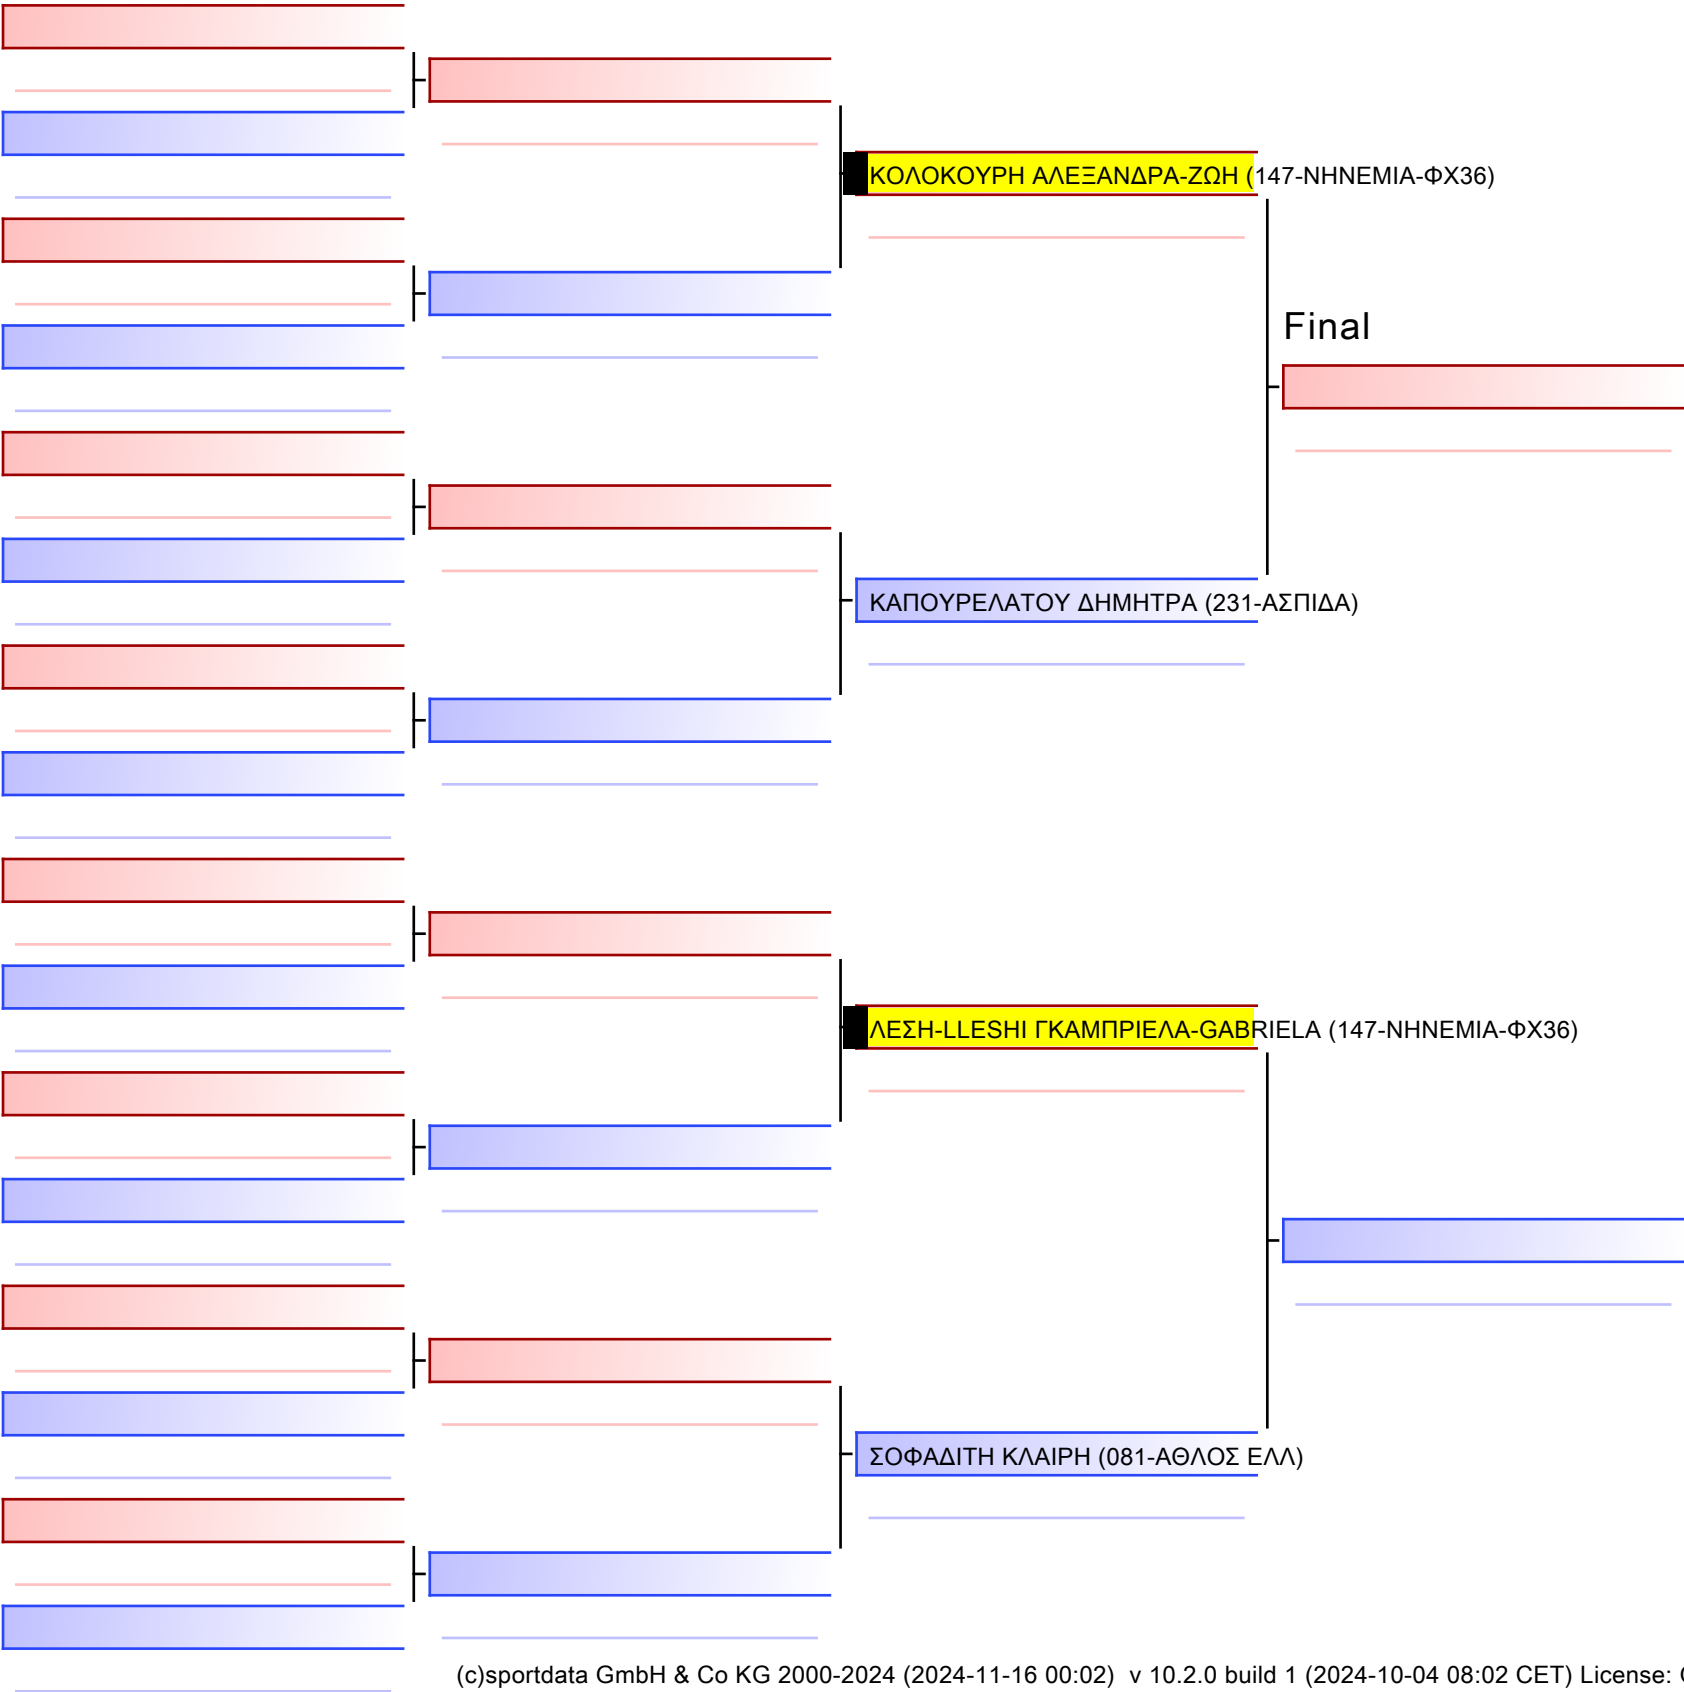 ΚΟΛΟΚΟΥΡΗ ΑΛΕΞΑΝΔΡΑ-ΖΩΗ (147-ΝΗΝΕΜΙΑ-ΦΧ36)
Final
ΚΑΠΟΥΡΕΛΑΤΟΥ ΔΗΜΗΤΡΑ (231-ΑΣΠΙΔΑ)
ΛΕΣΗ-LLESHI ΓΚΑΜΠΡΙΕΛΑ-GABRIELA (147-ΝΗΝΕΜΙΑ-ΦΧ36)
ΣΟΦΑΔΙΤΗ ΚΛΑΙΡΗ (081-ΑΘΛΟΣ ΕΛΛ)
(c)sportdata GmbH & Co KG 2000-2024 (2024-11-16 00:02) v 10.2.0 build 1 (2024-10-04 08:02 CET) License: